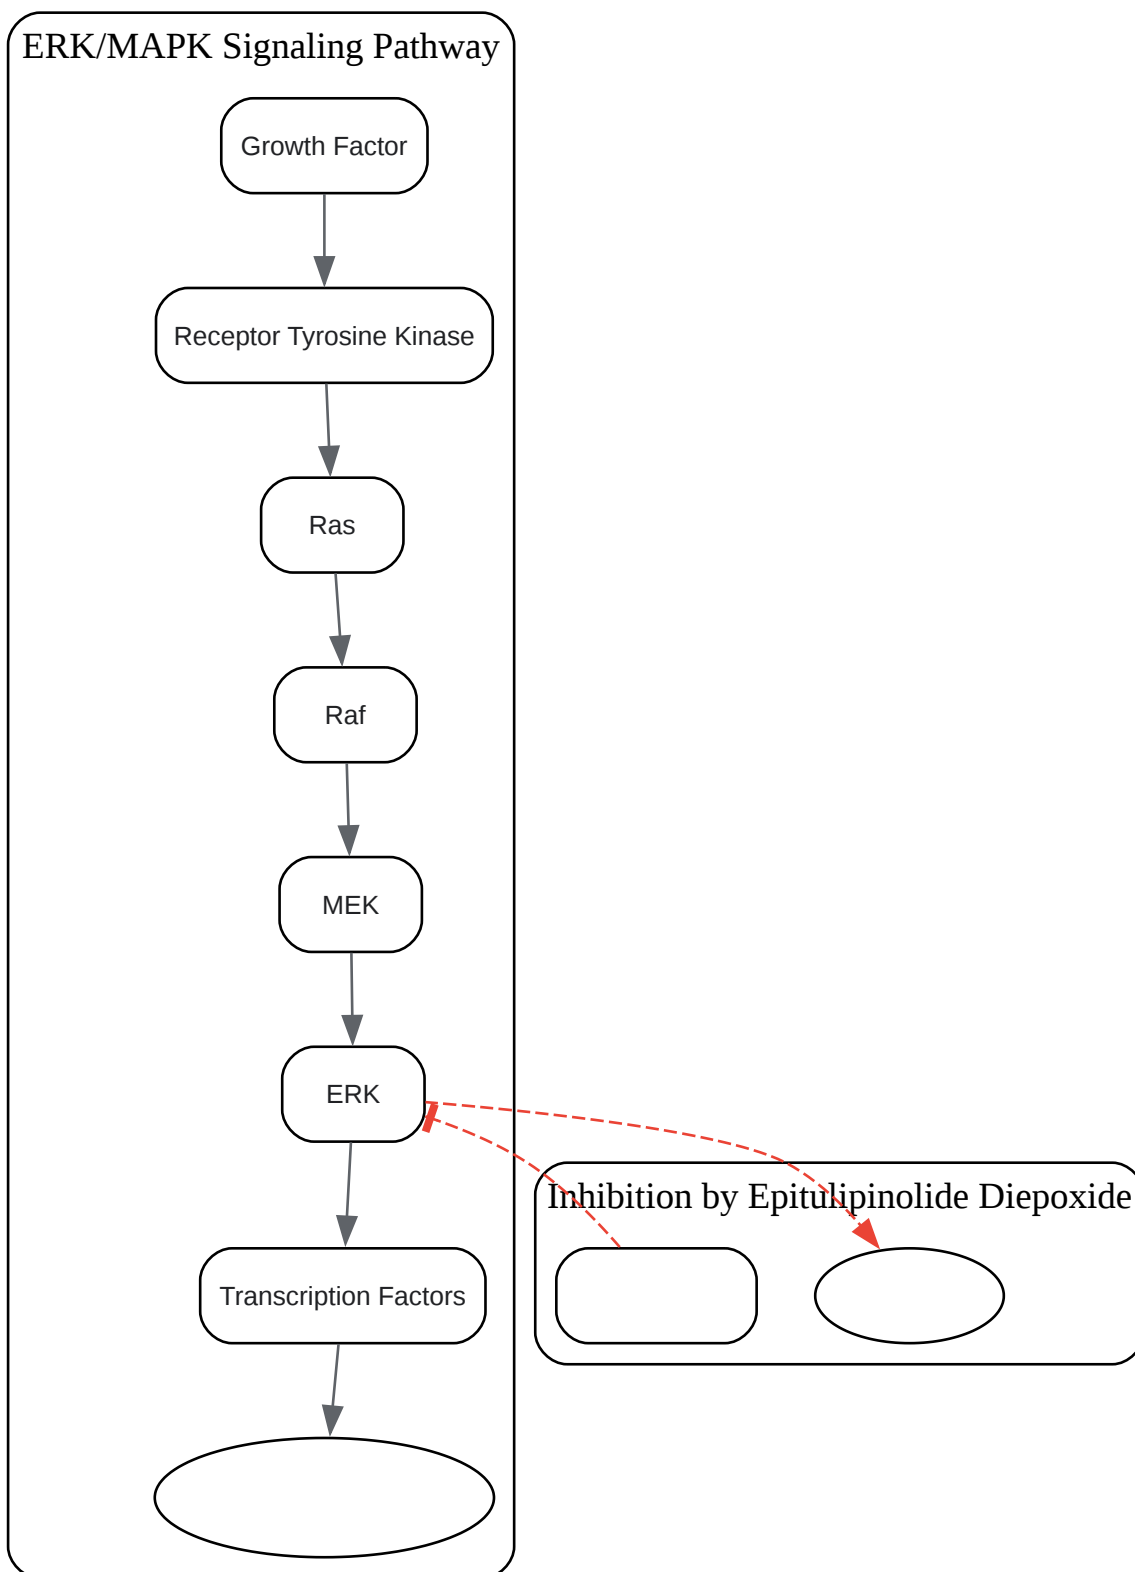 ERK/MAPK Signaling Pathway
Growth Factor
Receptor Tyrosine Kinase
Ras
Raf
MEK
ERK
Inhibition by Epitulipinolide Diepoxide
Transcription Factors